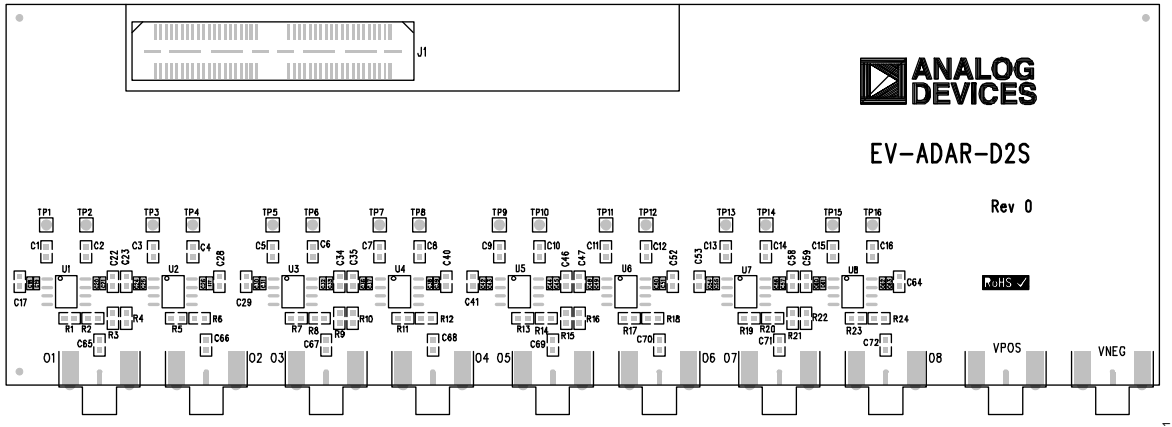 J1
ANALOG
DEVICES
EV-ADAR-D2S
Rev 0
TP1 TP2 TP3 TP4 TP5 TP6 TP7 TP8 TP9 TP10 TP11 TP12 TP13 TP14 TP15 TP16
C1 C2 C3 C4 C5 C6 C7 C8 C9 C10 C11 C12 C13 C14 C15 C16
C22 C23 C28 C34 C35 C40 C46 C47 C52 C53 C58 C59 C64
U1 U2 U3 U4 U5 U6 U7 U8
RoHS ✓
C17 C29 C41
R1 R2 R3 R4 R5 R6 R7 R8 R9 R10 R11 R12 R13 R14 R15 R16 R17 R18 R19 R20 R21 R22 R23 R24
C65 C66 C67 C68 C69 C70 C71 C72
O1 O2 O3 O4 O5 O6 O7 O8
VPOS VNEG